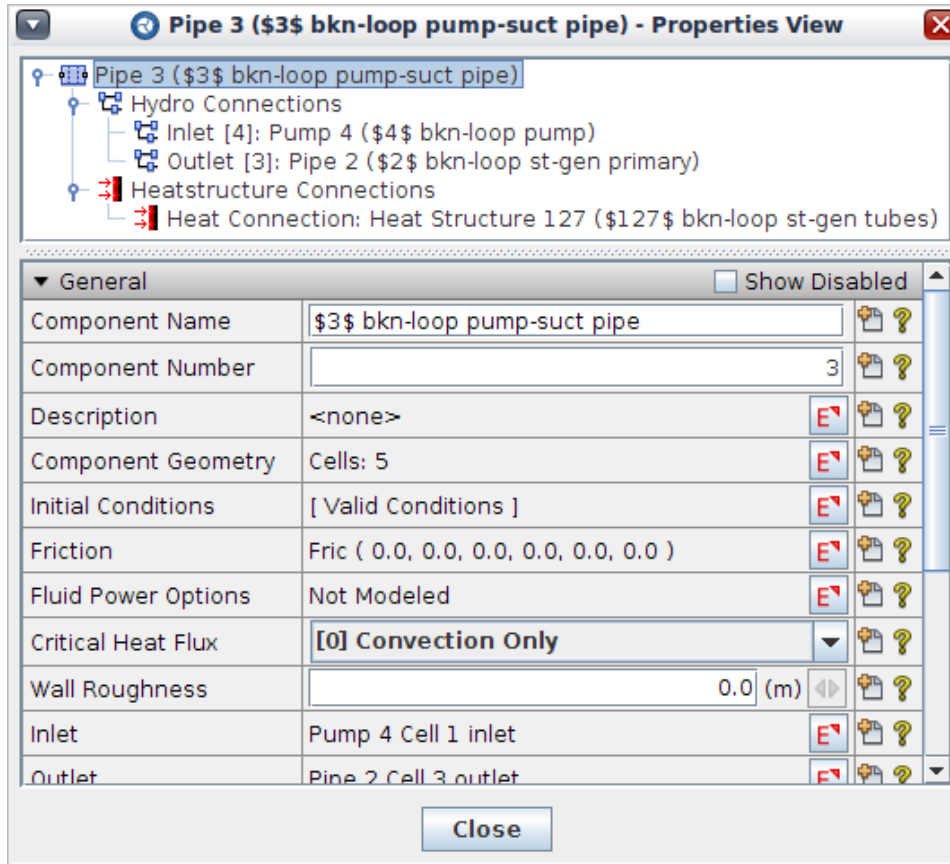 Pipe 3 ($3$ bkn-loop pump-suct pipe) - Properties View
Pipe 3 ($3$ bkn-loop pump-suct pipe)
Hydro Connections
Inlet [4]: Pump 4 ($4$ bkn-loop pump)
Outlet [3]: Pipe 2 ($2$ bkn-loop st-gen primary)
Heatstructure Connections
Heat Connection: Heat Structure 127 ($127$ bkn-loop st-gen tubes)
▼ General Show Disabled
Component Name $3$ bkn-loop pump-suct pipe ?
Component Number 3 ?
Description <none> E ?
Component Geometry Cells: 5 E ?
Initial Conditions [ Valid Conditions ] E ?
Friction Fric ( 0.0, 0.0, 0.0, 0.0, 0.0, 0.0 ) E ?
Fluid Power Options Not Modeled E ?
Critical Heat Flux [0] Convection Only ?
Wall Roughness 0.0 (m) ?
Inlet Pump 4 Cell 1 inlet E ?
Outlet Pipe 2 Cell 3 outlet E ?
Close